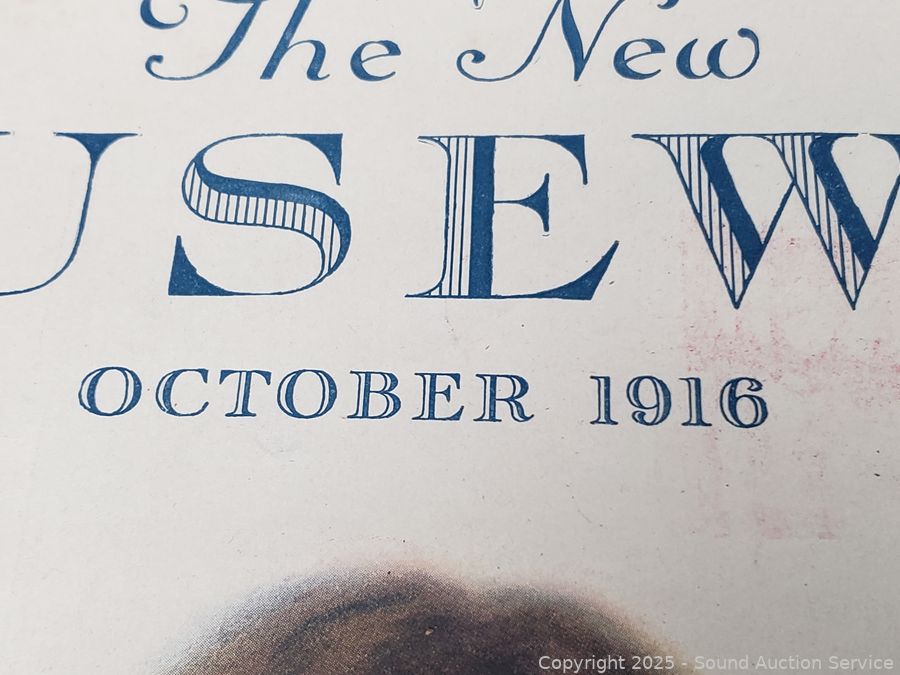 The New
USEW
OCTOBER 1916
Copyright 2025 - Sound Auction Service